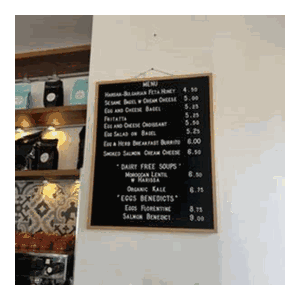 MENU
HARISSA-BULGARIAN FETA HONEY 4.50
SESAME BAGEL W CREAM CHEESE 5.00
EGG AND CHEESE BAGEL 5.25
FRITATTA 5.25
EGG AND CHEESE CROISSANT 5.50
EGG SALAD ON BAGEL 5.25
EGG & HERB BREAKFAST BURRITO 6.00
SMOKED SALMON CREAM CHEESE 6.50
"DAIRY FREE SOUPS"
MOROCCAN LENTIL 6.50
W HARISSA
ORGANIC KALE 6.75
"EGGS BENEDICTS"
EGGS FLORENTINE 8.75
SALMON BENEDICT 9.00